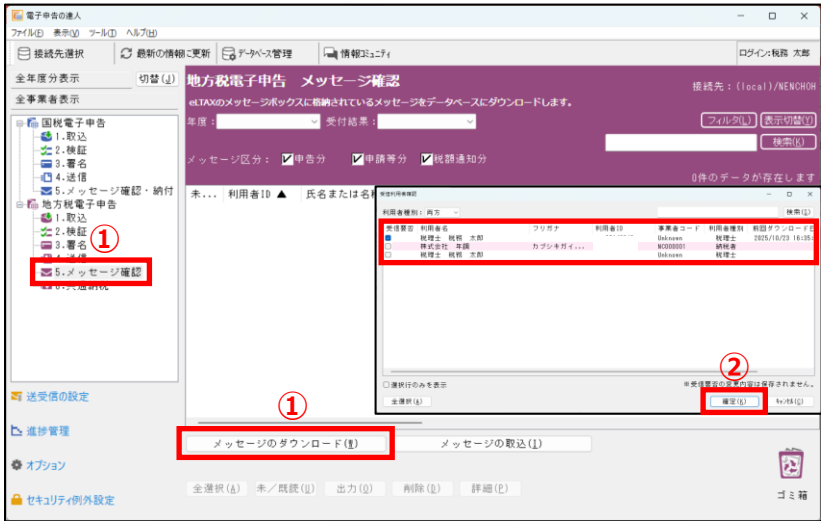 電子申告の達人
ファイル(F) 表示(V) ツール(T) ヘルプ(H)
接続先選択 最新の情報に更新 データベース管理 情報コミュニティ ログイン:税務 太郎
全年度分表示 切替(J)
全事業者表示
国税電子申告
1.取込
2.検証
3.署名
4.送信
5.メッセージ確認・納付
地方税電子申告
1.取込
2.検証
3.署名
①
5.メッセージ確認
送受信の設定
進捗管理
オプション
セキュリティ例外設定
地方税電子申告 メッセージ確認
接続先:(local)/NENCHOH
eLTAXのメッセージボックスに格納されているメッセージをデータベースにダウンロードします。
年度: 受付結果: フィルタ(L) 表示切替(Y)
検索(K)
メッセージ区分: 申告分 申請等分 税額通知分
0件のデータが存在します
未... 利用者ID ▲ 氏名または名称
受信利用者確認
利用者種別: 両方 検索(I)
受信要否 利用者名 フリガナ 利用者ID 事業者コード 利用者種別 前回ダウンロード日
税理士 税務 太郎 Unknown 税理士 2025/10/23 16:35:
株式会社 年調 カブシキガイ... NC000001 納税者
税理士 税務 太郎 Unknown 税理士
選択行のみを表示 ※受信要否の変更内容は保存されません。
②
全選択(A) 確定(K) キャンセル(C)
①
メッセージのダウンロード(W) メッセージの取込(I)
全選択(A) 未/既読(U) 出力(O) 削除(D) 詳細(P)
ゴミ箱